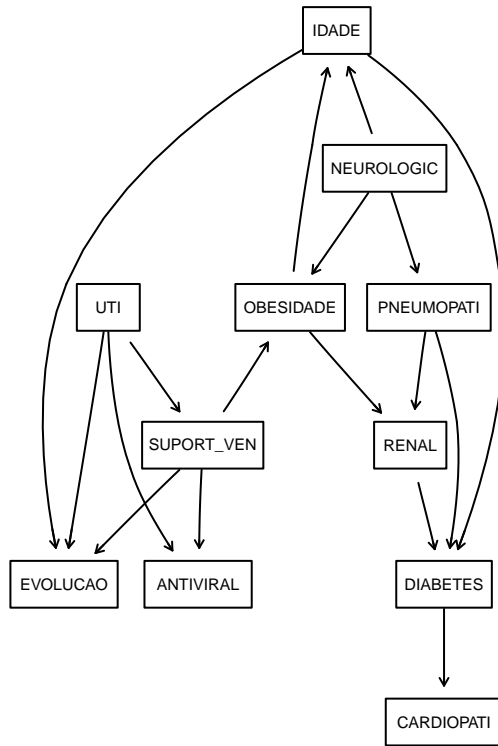 IDADE
NEUROLOGIC
UTI
OBESIDADE
PNEUMOPATI
SUPORT_VEN
RENAL
EVOLUCAO
ANTIVIRAL
DIABETES
CARDIOPATI